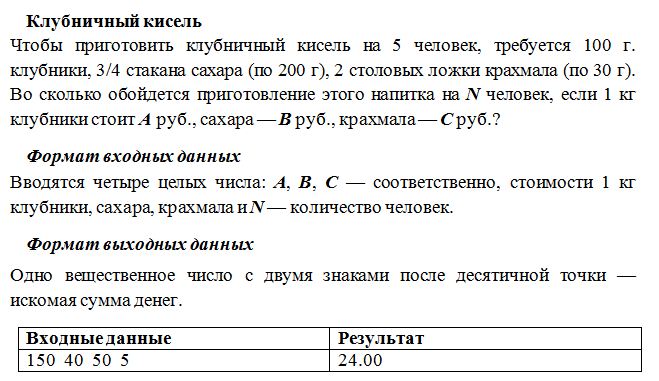 Клубничный кисель
Чтобы приготовить клубничный кисель на 5 человек, требуется 100 г.
клубники, 3/4 стакана сахара (по 200 г), 2 столовых ложки крахмала (по 30 г).
Во сколько обойдется приготовление этого напитка на N человек, если 1 кг
клубники стоит A руб., сахара — B руб., крахмала — C руб.?
Формат входных данных
Вводятся четыре целых числа: A, B, C — соответственно, стоимости 1 кг
клубники, сахара, крахмала и N — количество человек.
Формат выходных данных
Одно вещественное число с двумя знаками после десятичной точки —
искомая сумма денег.
Входные данные Результат
150 40 50 5 24.00